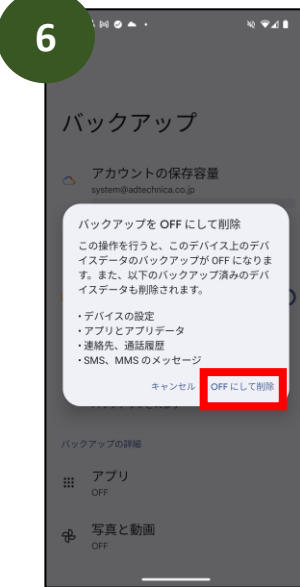 6
バックアップ
アカウントの保存容量
system@adtechnica.co.jp
バックアップを OFF にして削除
この操作を行うと、このデバイス上のデバ
イスデータのバックアップが OFF になりま
す。また、以下のバックアップ済みのデバ
イスデータも削除されます。
・デバイスの設定
・アプリとアプリデータ
・連絡先、通話履歴
・SMS、MMS のメッセージ
キャンセル OFF にして削除
バックアップの詳細
アプリ
OFF
写真と動画
OFF